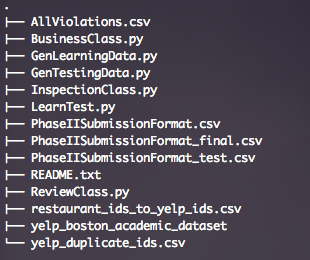 .
├── AllViolations.csv
├── BusinessClass.py
├── GenLearningData.py
├── GenTestingData.py
├── InspectionClass.py
├── LearnTest.py
├── PhaseIISubmissionFormat.csv
├── PhaseIISubmissionFormat_final.csv
├── PhaseIISubmissionFormat_test.csv
├── README.txt
├── ReviewClass.py
├── restaurant_ids_to_yelp_ids.csv
├── yelp_boston_academic_dataset
└── yelp_duplicate_ids.csv